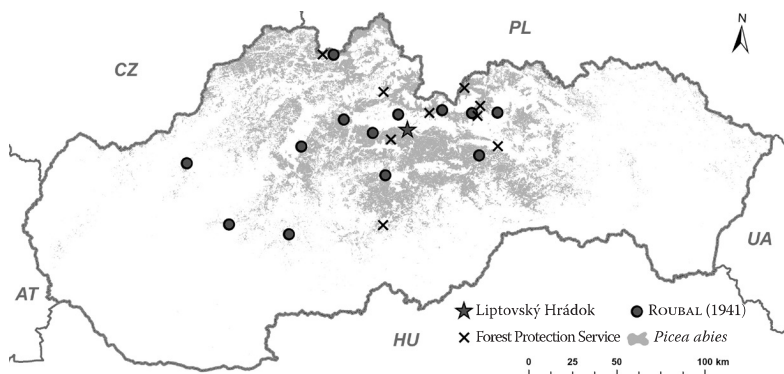 PL
N
CZ
UA
AT
Liptovský Hrádok ROUBAL (1941)
HU Forest Protection Service Picea abies
0 25 50 100 km